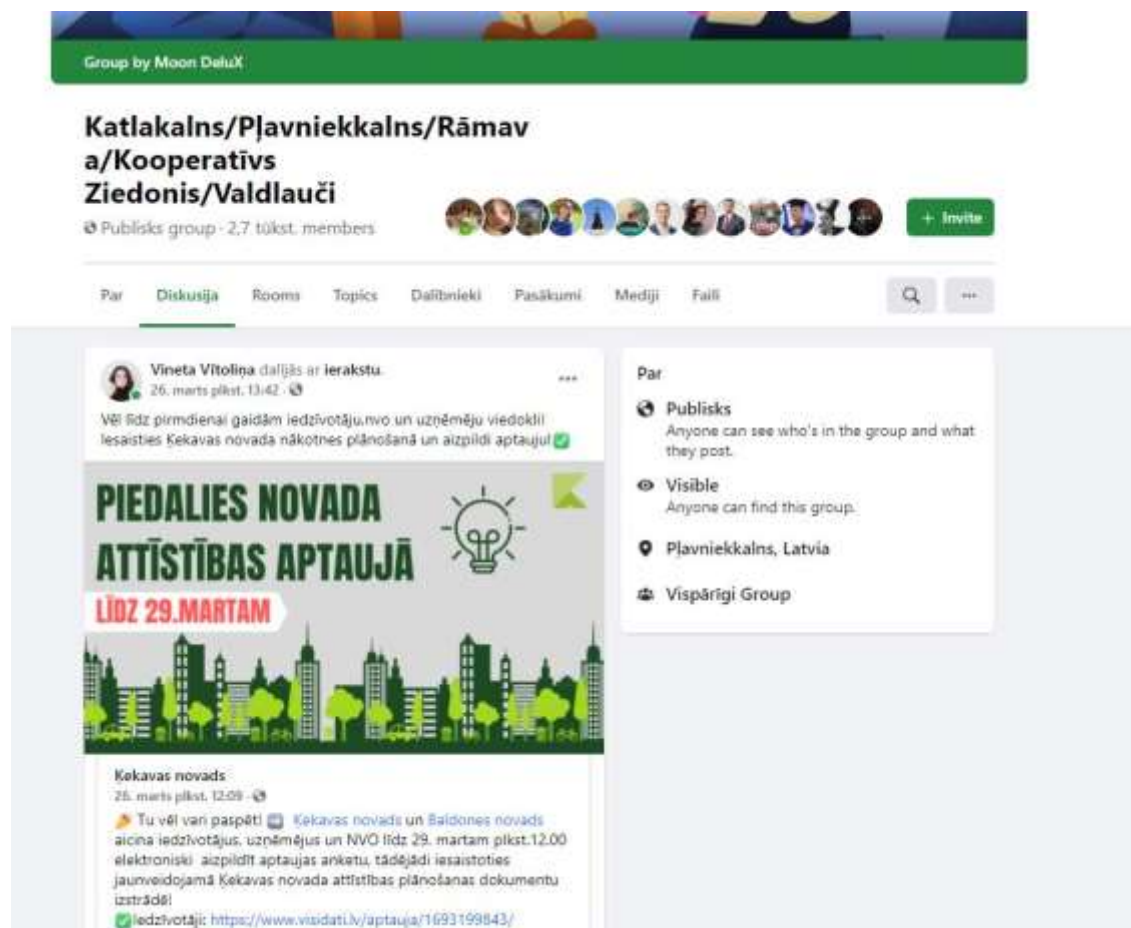 Group by Moon DeluX
Katlakalns/Pļavniekkalns/Rāmav
a/Kooperatīvs
Ziedonis/Valdlauči
Publisks group · 2,7 tūkst. members
+ Invite
Par Diskusija Rooms Topics Dalībnieki Pasākumi Mediji Faili
Vineta Vītoliņa dalījās ar ierakstu.
26. marts plkst. 13:42
Vēl līdz pirmdienai gaidām iedzīvotāju,nvo un uzņēmēju viedokli!
Iesaisties Ķekavas novada nākotnes plānošanā un aizpildi aptauju!✅
PIEDALIES NOVADA
ATTĪSTĪBAS APTAUJĀ
LĪDZ 29.MARTAM
Ķekavas novads
26. marts plkst. 12:09
Tu vēl vari paspēt! ➡️ Ķekavas novads un Baldones novads
aicina iedzīvotājus, uzņēmējus un NVO līdz 29. martam plkst.12.00
elektroniski aizpildīt aptaujas anketu, tādējādi iesaistoties
jaunveidojamā Ķekavas novada attīstības plānošanas dokumentu
izstrādē!
✅Iedzīvotāji: https://www.visidati.lv/aptauja/1693199843/
Par
Publisks
Anyone can see who's in the group and what
they post.
Visible
Anyone can find this group.
Pļavniekkalns, Latvia
Vispārīgi Group